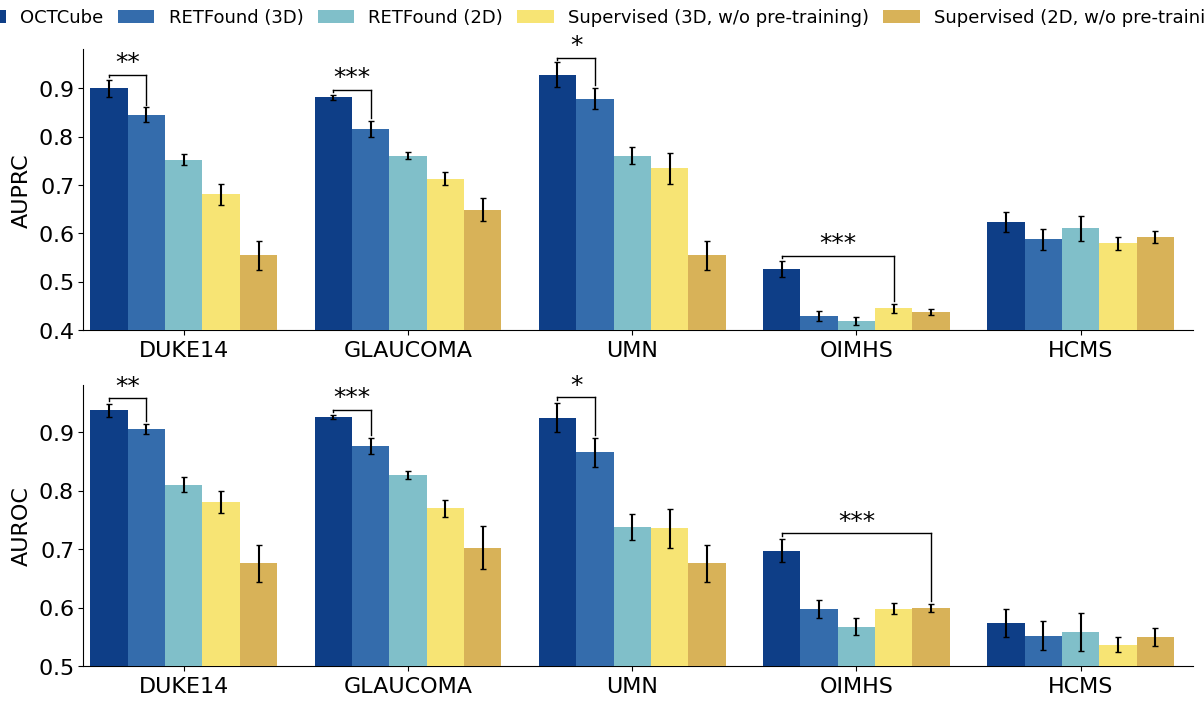 OCTCube RETFound (3D) RETFound (2D) Supervised (3D, w/o pre-training) Supervised (2D, w/o pre-traini
** *** * ***
AUPRC
0.9
0.8
0.7
0.6
0.5
0.4
DUKE14 GLAUCOMA UMN OIMHS HCMS
** *** * ***
AUROC
0.9
0.8
0.7
0.6
0.5
DUKE14 GLAUCOMA UMN OIMHS HCMS